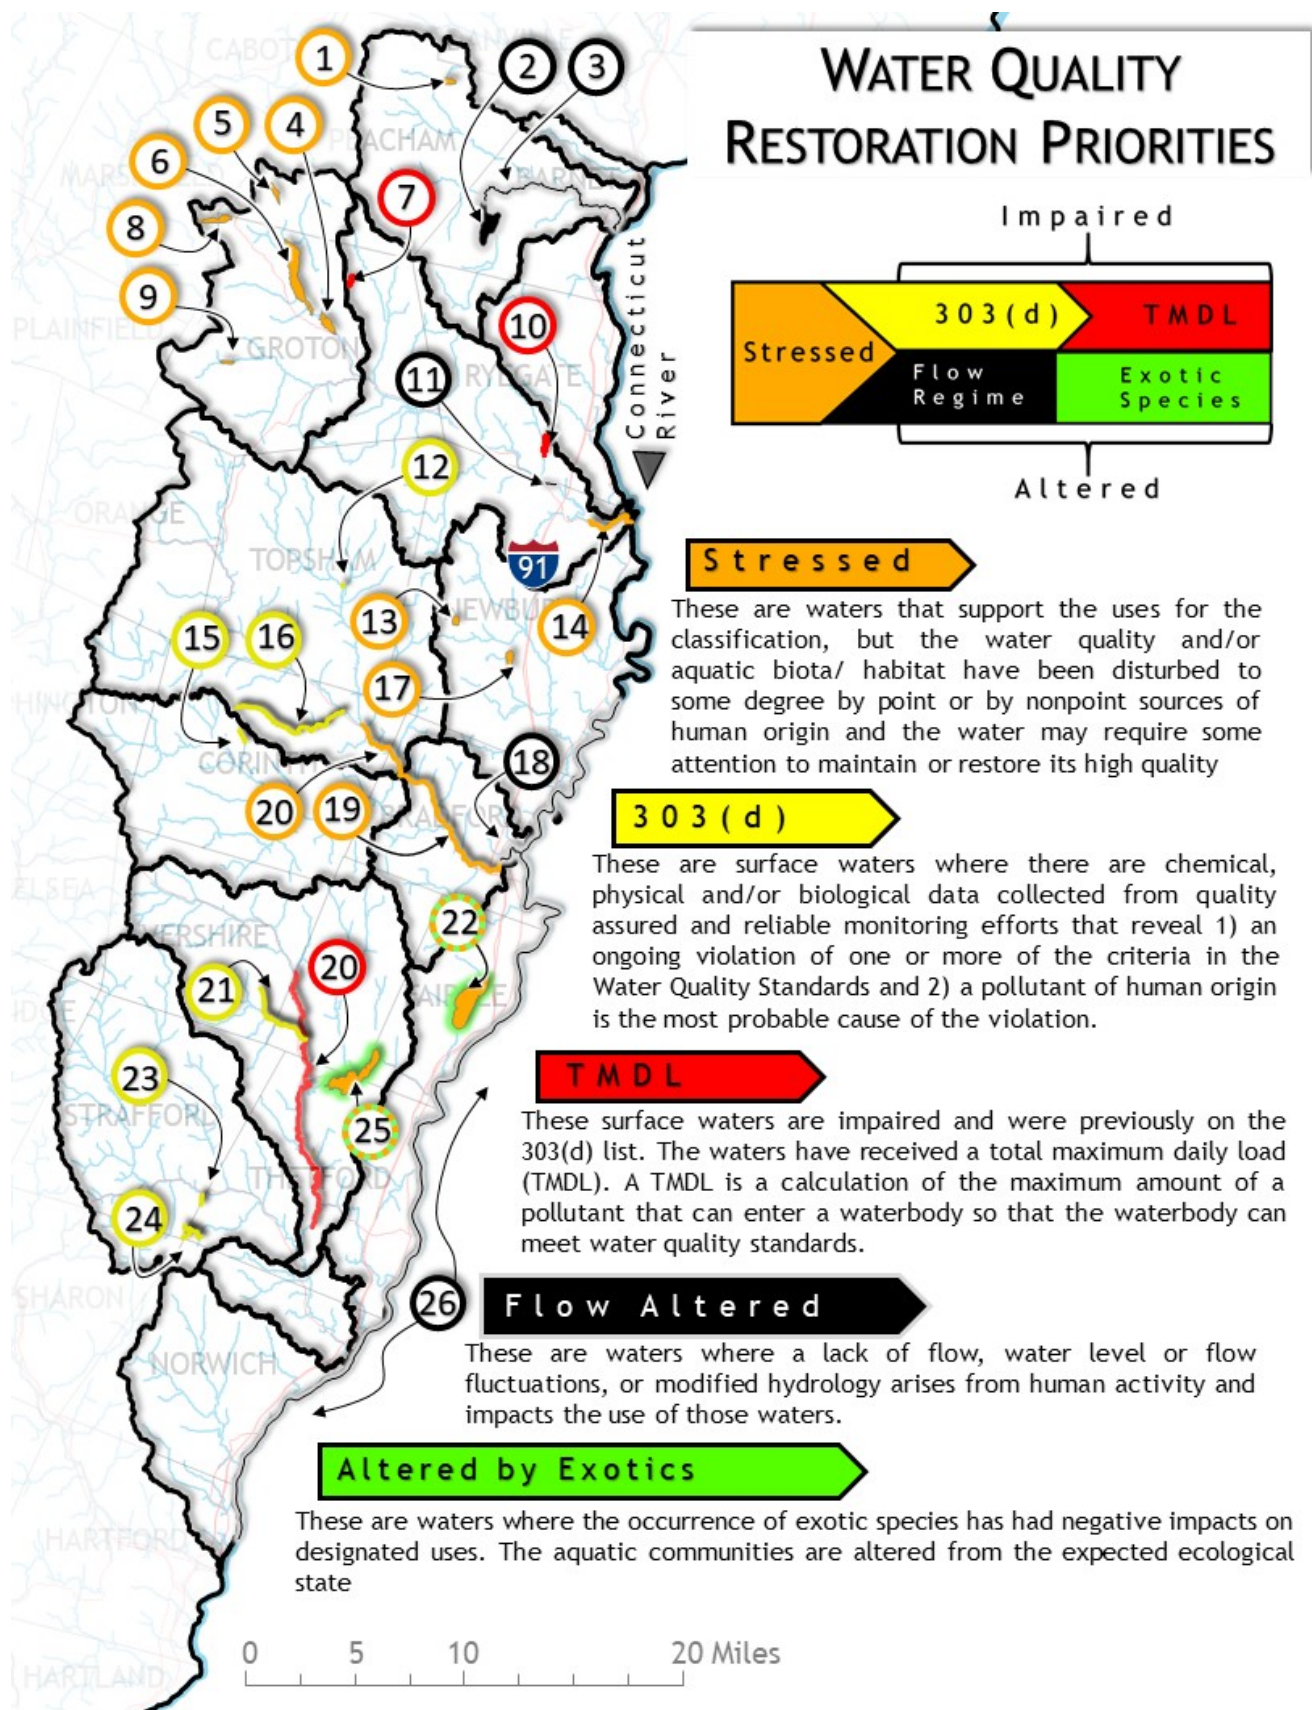 WATER QUALITY
RESTORATION PRIORITIES
Impaired
303(d)
TMDL
Stressed
Flow
Regime
Exotic
Species
Altered
1
2
3
5
4
6
PEACHAM
BARNET
7
8
9
Connecticut
River
PLAINFIELD
10
GROTON
11
RYEGATE
12
ORANGE
TOPSHAM
91
13
14
15
16
17
CORINTH
18
20
19
BRADFORD
22
21
20
23
STRAFFORD
25
THETFORD
24
SHARON
26
NORWICH
HARTFORD
HARTLAND
Stressed
These are waters that support the uses for the
classification, but the water quality and/or
aquatic biota/ habitat have been disturbed to
some degree by point or by nonpoint sources of
human origin and the water may require some
attention to maintain or restore its high quality
303(d)
These are surface waters where there are chemical,
physical and/or biological data collected from quality
assured and reliable monitoring efforts that reveal 1) an
ongoing violation of one or more of the criteria in the
Water Quality Standards and 2) a pollutant of human origin
is the most probable cause of the violation.
TMDL
These surface waters are impaired and were previously on the
303(d) list. The waters have received a total maximum daily load
(TMDL). A TMDL is a calculation of the maximum amount of a
pollutant that can enter a waterbody so that the waterbody can
meet water quality standards.
Flow Altered
These are waters where a lack of flow, water level or flow
fluctuations, or modified hydrology arises from human activity and
impacts the use of those waters.
Altered by Exotics
These are waters where the occurrence of exotic species has had negative impacts on
designated uses. The aquatic communities are altered from the expected ecological
state
0 5 10 20 Miles